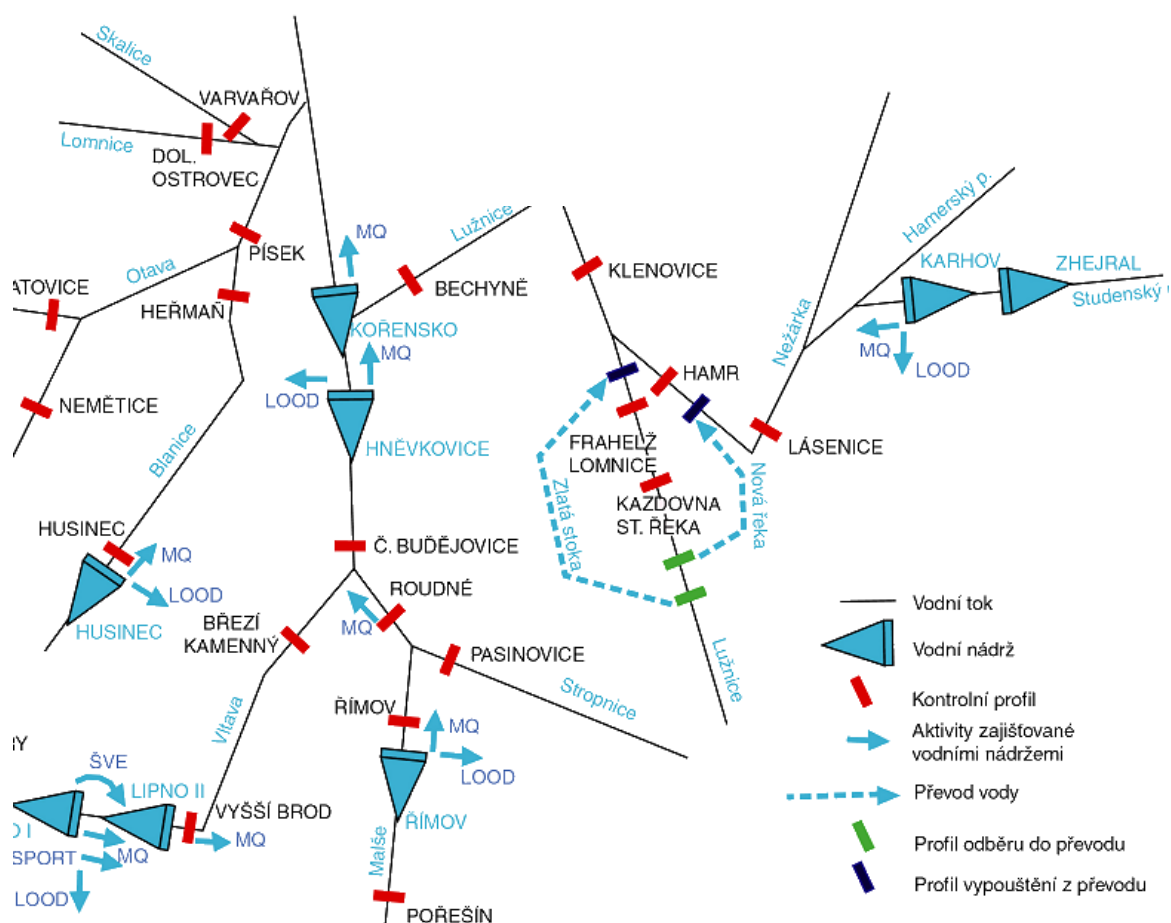 Skalice
VARVAŘOV
Lomnice
DOL.
OSTROVEC
MQ
Lužnice
PÍSEK
Otava
ATOVICE
HEŘMAŇ
BECHYNĚ
KOŘENSKO
MQ
LOOD
NEMĚTICE
HNĚVKOVICE
Blanice
HUSINEC
MQ
LOOD
HUSINEC
Č. BUĎĚJOVICE
ROUDNÉ
MQ
BŘEZÍ
KAMENNÝ
PASINOVICE
Stropnice
Vltava
ŘÍMOV
MQ
LOOD
ŘÍMOV
Malše
POŘEŠÍN
BY
ŠVE
LIPNO II
VYŠŠÍ BROD
MQ
O I
SPORT
MQ
LOOD
KLENOVICE
Nežárka
Hamerský p.
KARHOV
ZHEJRAL
Studenský
MQ
LOOD
HAMR
LÁSENICE
FRAHELŽ
LOMNICE
KAZDOVNA
ST. ŘEKA
Zlatá stoka
Nová řeka
Lužnice
Vodní tok
Vodní nádrž
Kontrolní profil
Aktivity zajišťované
vodními nádržemi
Převod vody
Profil odběru do převodu
Profil vypouštění z převodu